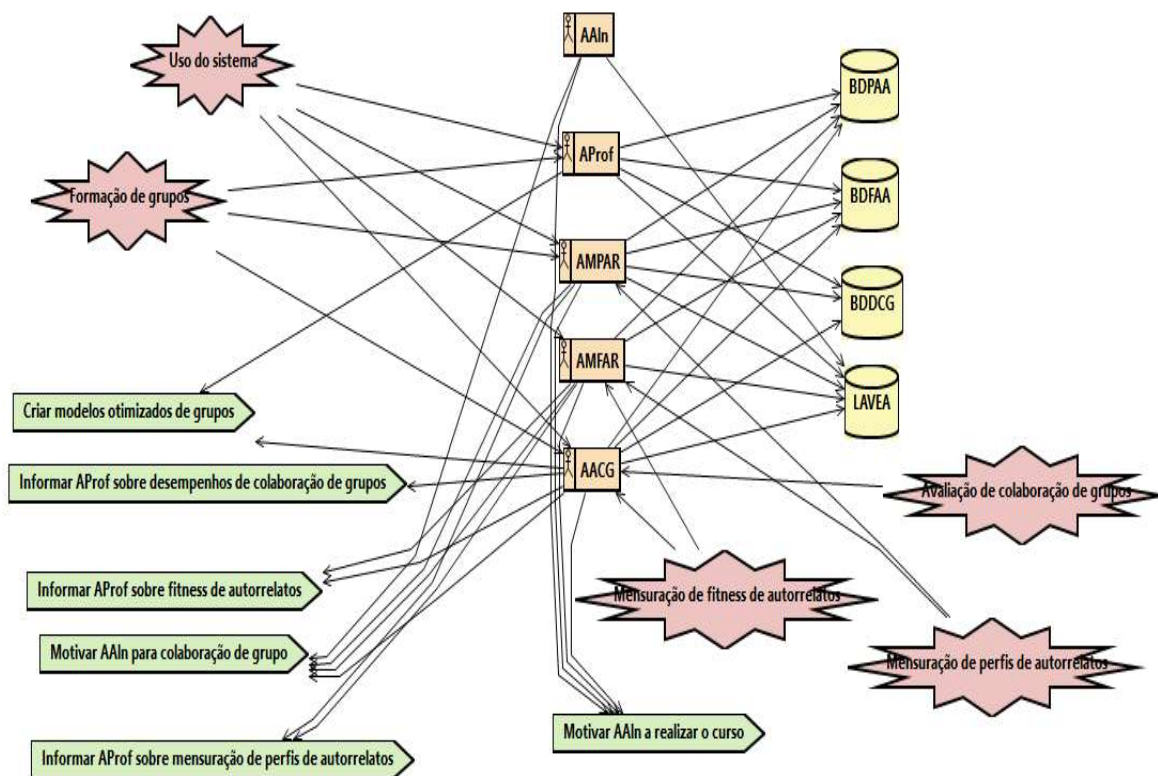 AAIn
Uso do sistema
BDPAA
AProf
Formação de grupos
BDFAA
AMPAR
BDDCG
AMFAR
LAVEA
Criar modelos otimizados de grupos
AACG
Informar AProf sobre desempenhos de colaboração de grupos
Avaliação de colaboração de grupos
Informar AProf sobre fitness de autorrelatos
Mensuração de fitness de autorrelatos
Motivar AAIn para colaboração de grupo
Mensuração de perfis de autorrelatos
Motivar AAIn a realizar o curso
Informar AProf sobre mensuração de perfis de autorrelatos